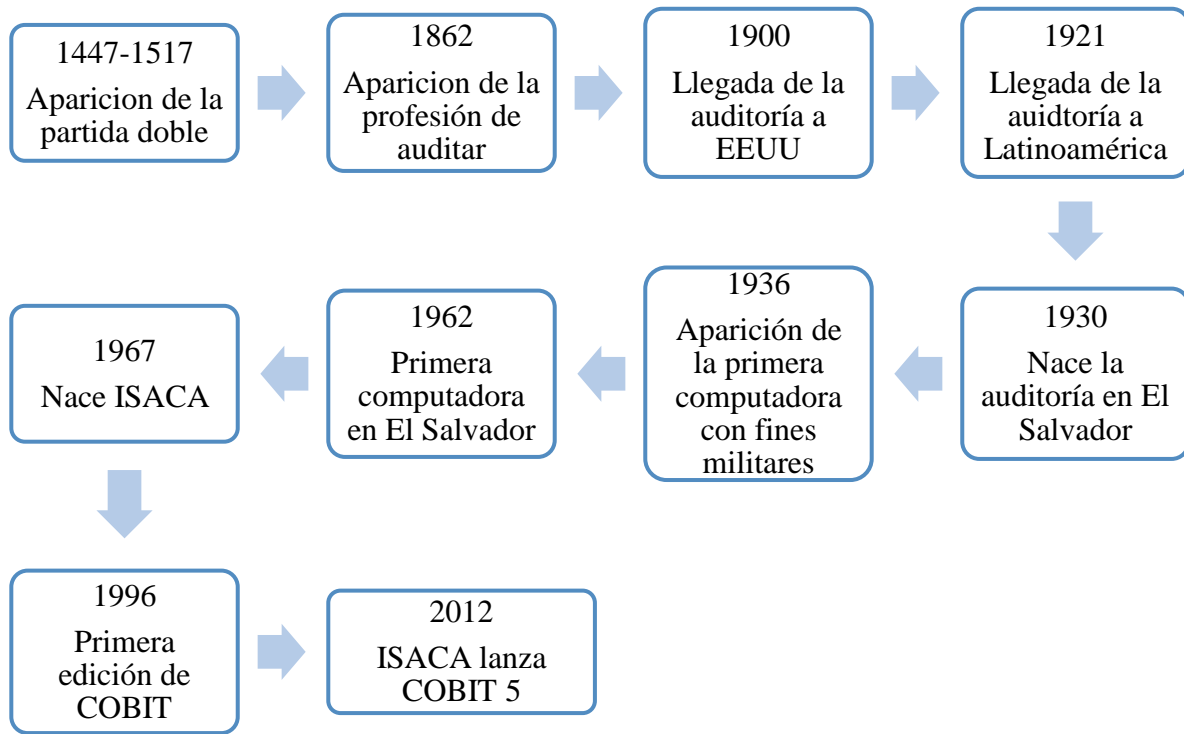 1447-1517
Aparicion de la
partida doble
1862
Aparicion de la
profesión de
auditar
1900
Llegada de la
auditoría a
EEUU
1921
Llegada de la
auidtoría a
Latinoamérica
1930
Nace la
auditoría en El
Salvador
1936
Aparición de
la primera
computadora
con fines
militares
1962
Primera
computadora
en El Salvador
1967
Nace ISACA
1996
Primera
edición de
COBIT
2012
ISACA lanza
COBIT 5